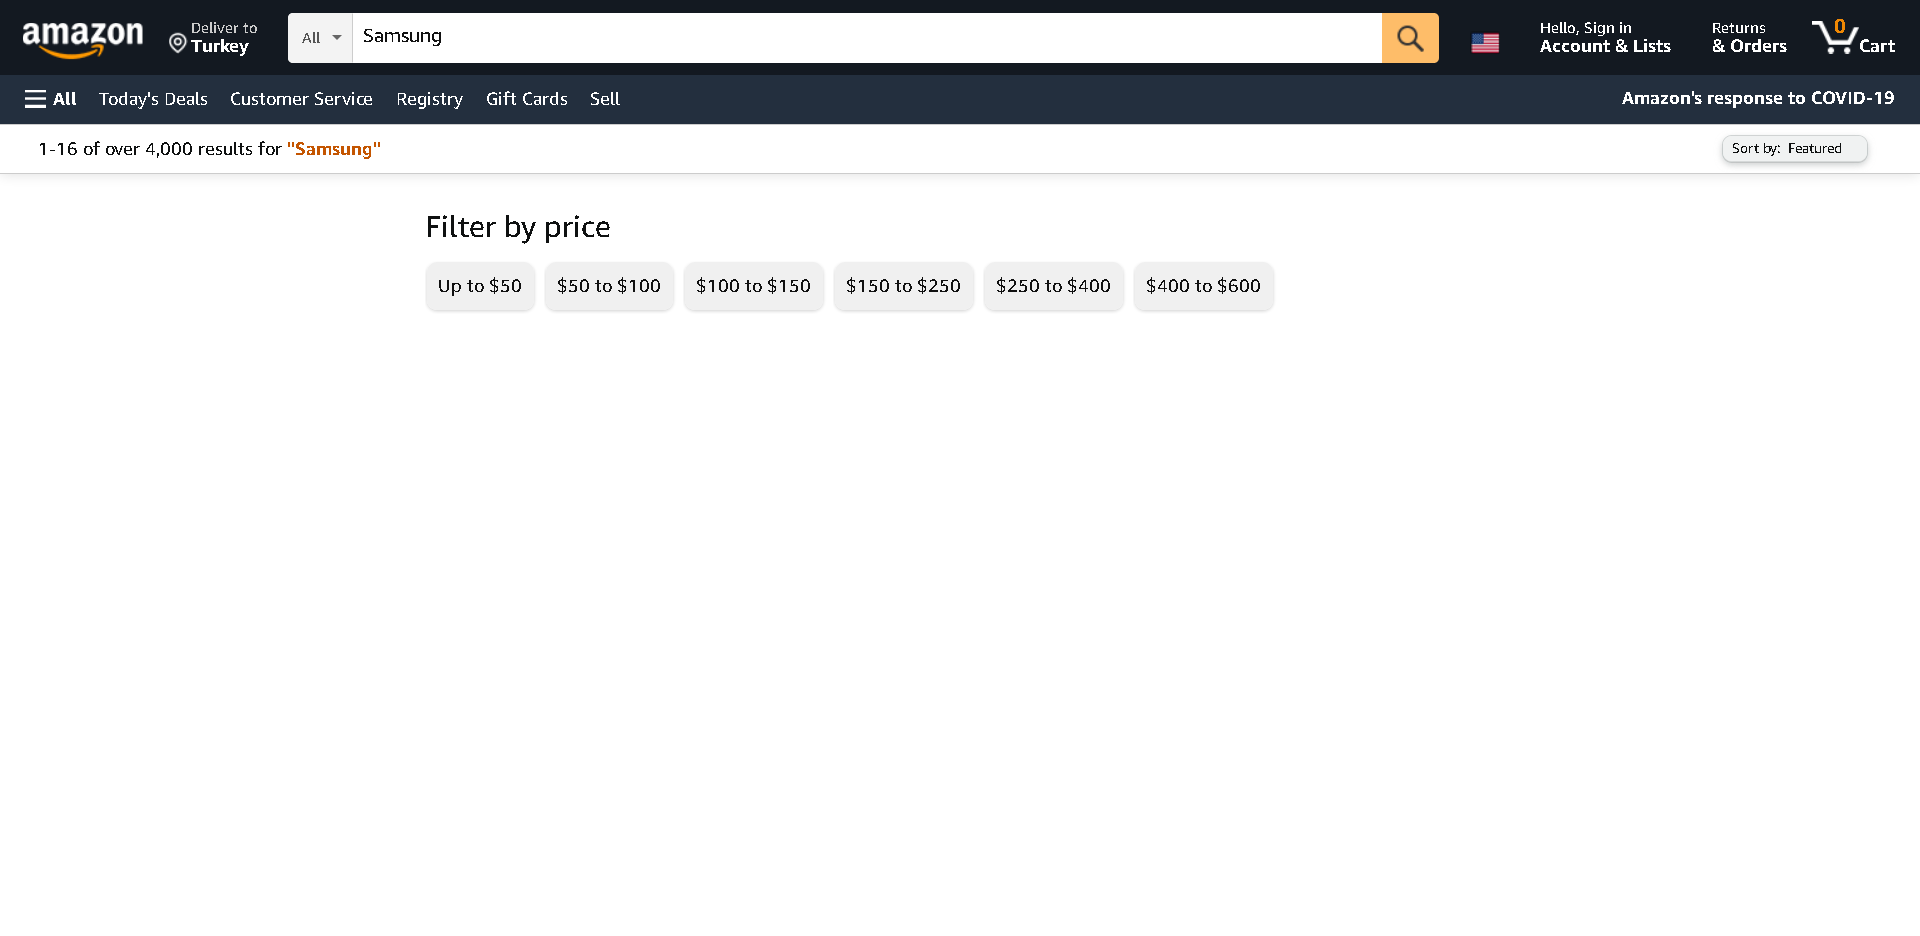 amazon
Deliver to
Turkey
All
Samsung
Hello, Sign in
Account & Lists
Returns
& Orders
0
Cart
All Today's Deals Customer Service Registry Gift Cards Sell Amazon's response to COVID-19
1-16 of over 4,000 results for "Samsung" Sort by: Featured
Filter by price
Up to $50 $50 to $100 $100 to $150 $150 to $250 $250 to $400 $400 to $600